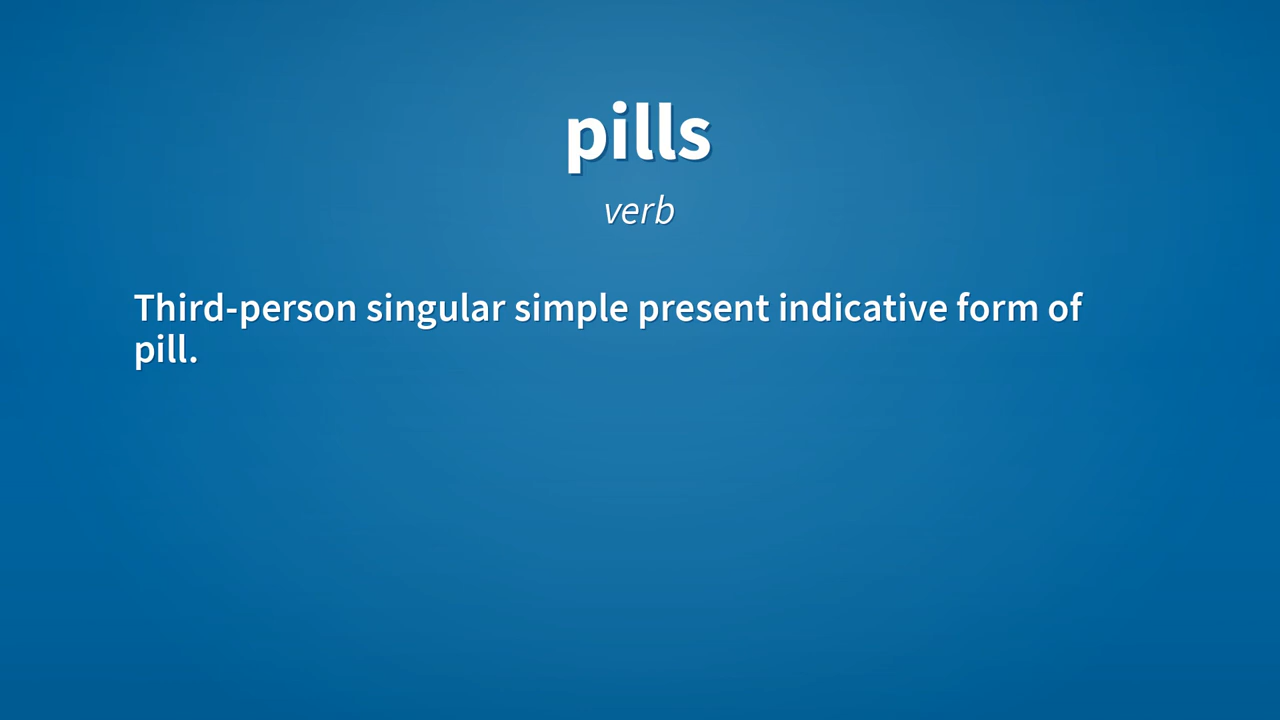 pills
verb
Third-person singular simple present indicative form of
pill.